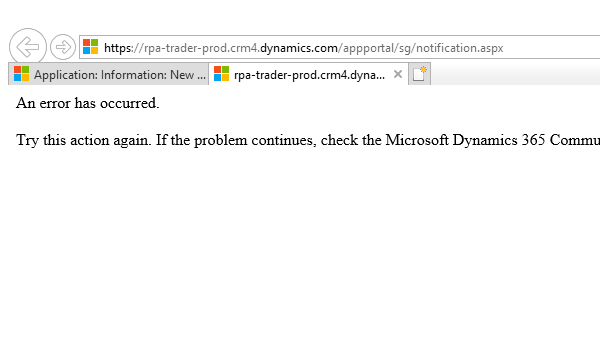 https://rpa-trader-prod.crm4.dynamics.com/appportal/sg/notification.aspx
Application: Information: New ... rpa-trader-prod.crm4.dyna...
An error has occurred.
Try this action again. If the problem continues, check the Microsoft Dynamics 365 Commu